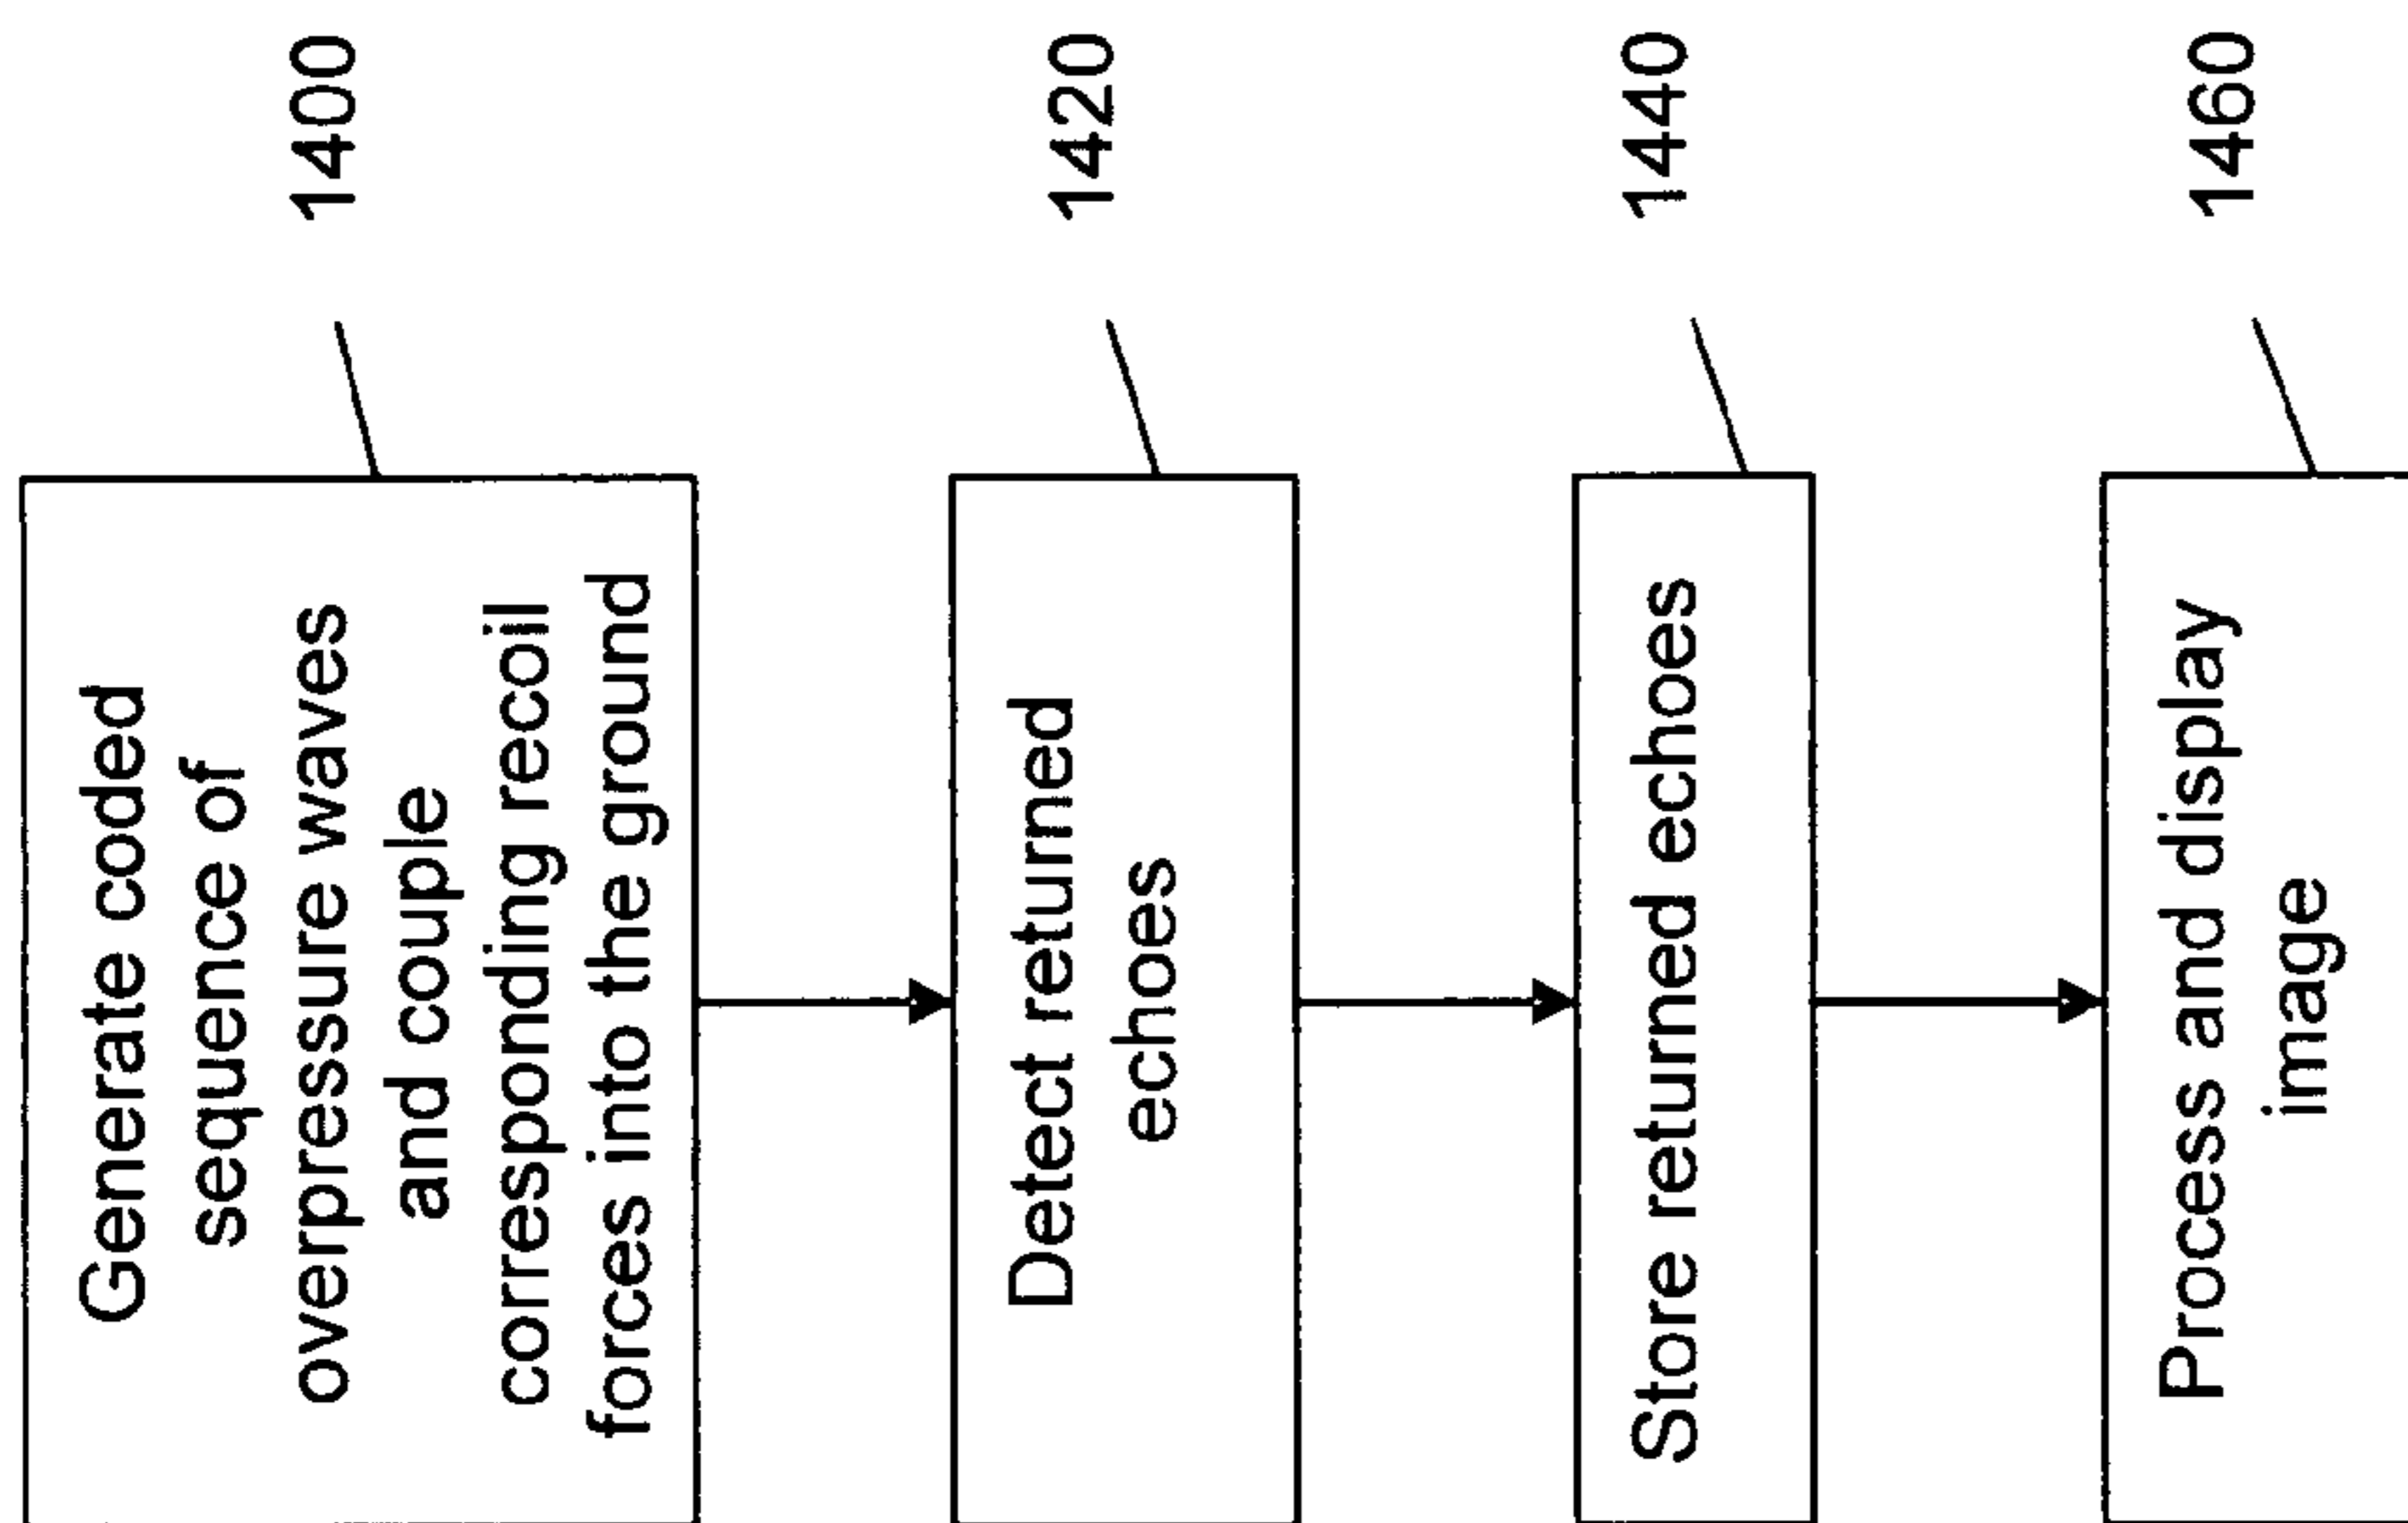 Generate coded
sequence of
overpressure waves
and couple
corresponding recoil
forces into the ground
1400
Detect returned
echoes
1420
Store returned echoes
1440
Process and display
image
1460